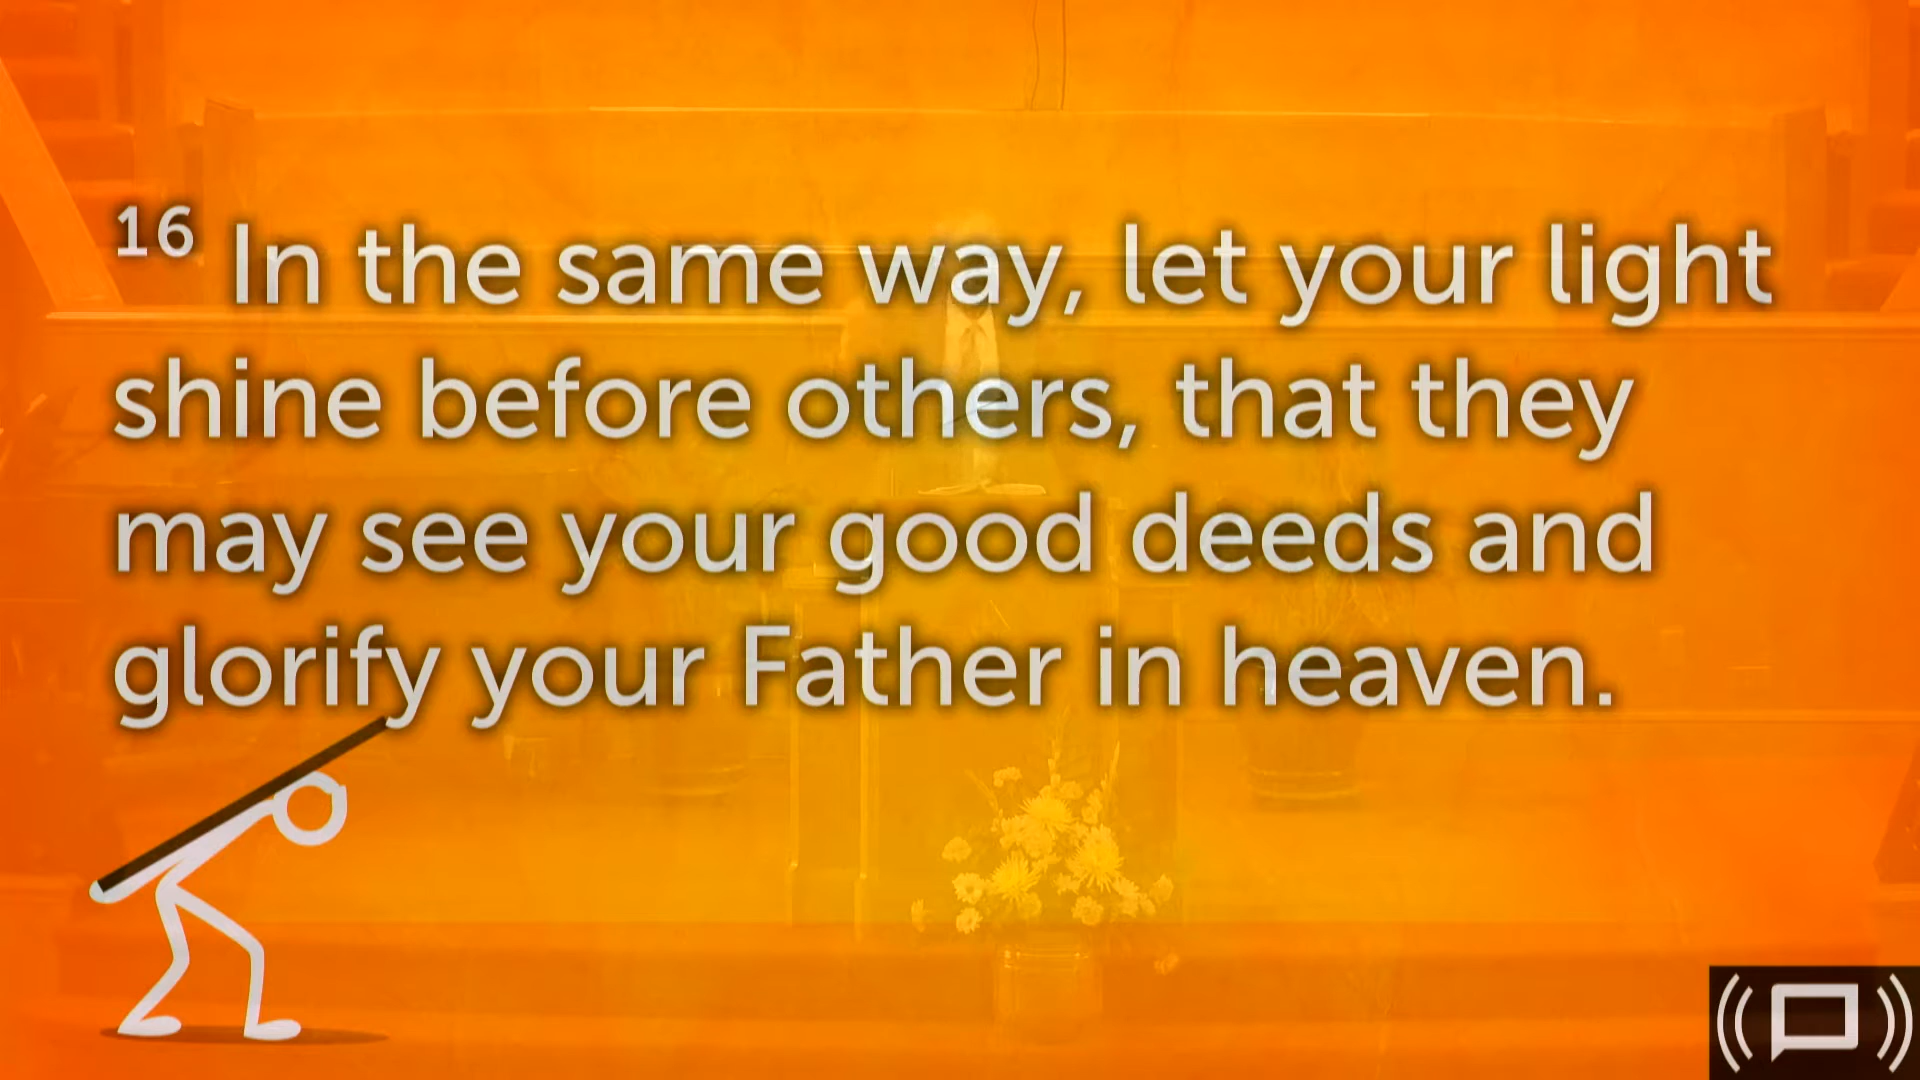 16 In the same way, let your light
shine before others, that they
may see your good deeds and
glorify your Father in heaven.